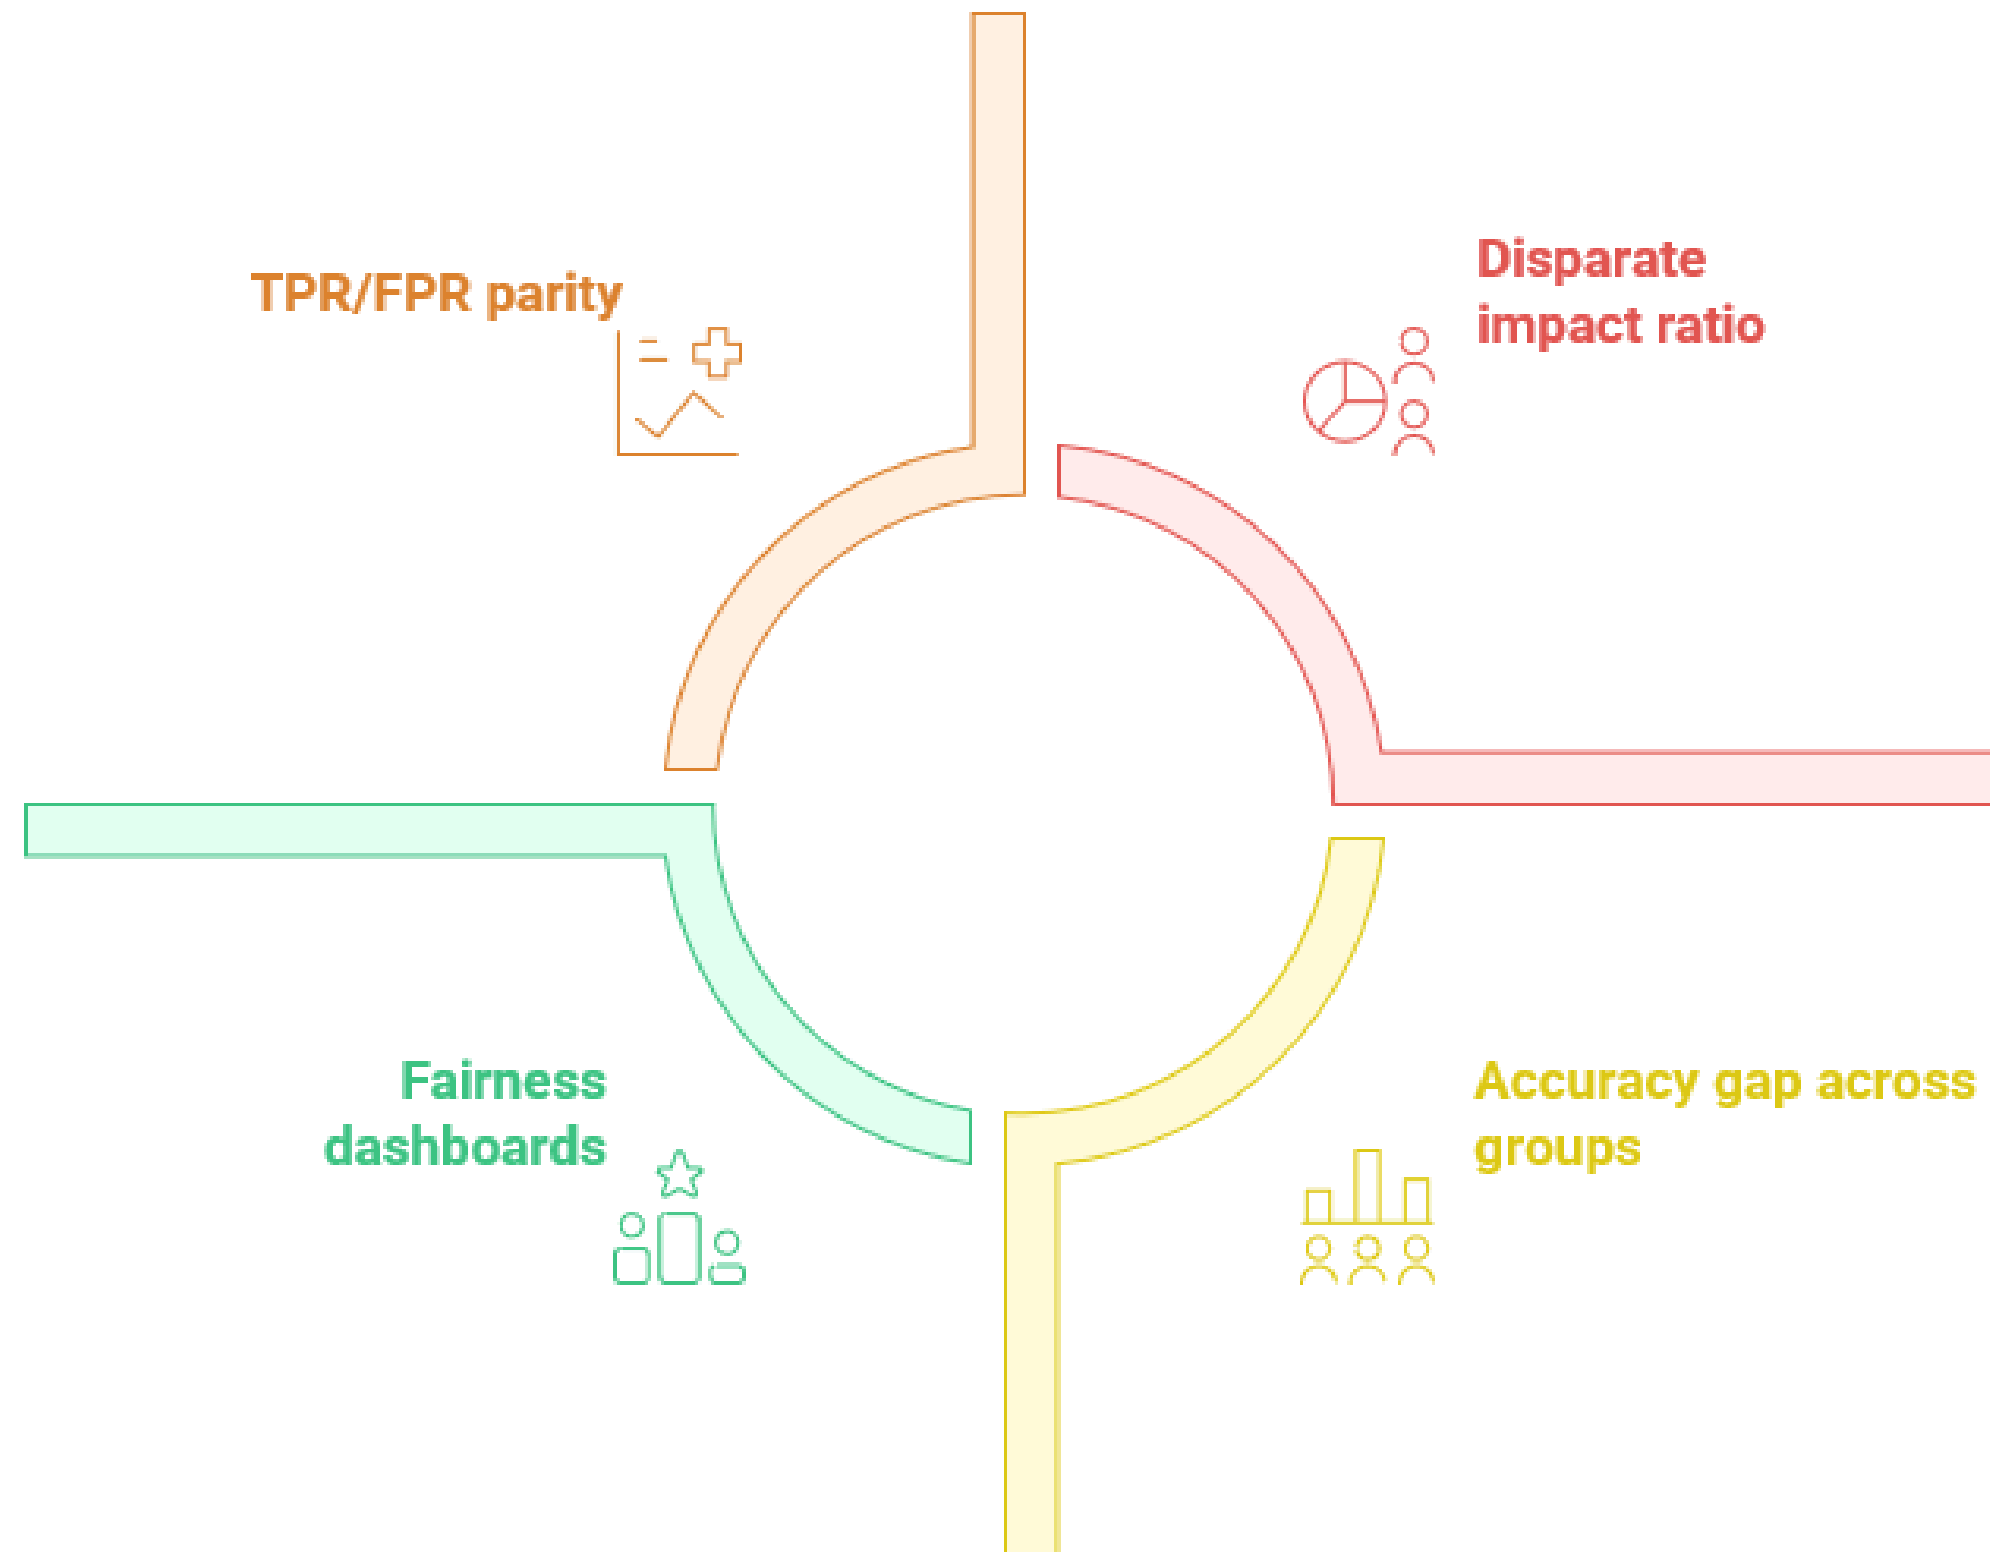 TPR/FPR parity
Disparate
impact ratio
Fairness
dashboards
Accuracy gap across
groups